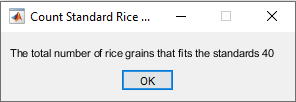 Count Standard Rice ...
The total number of rice grains that fits the standards 40
OK